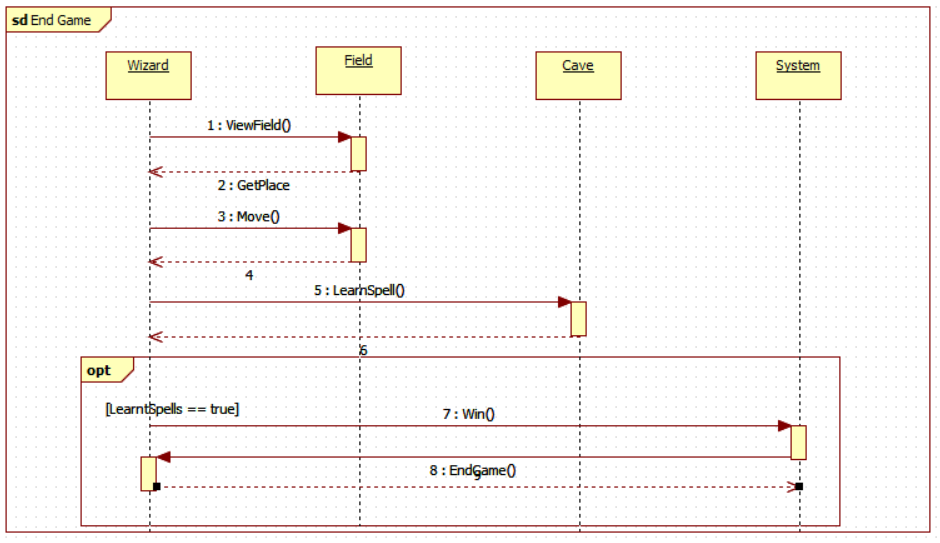 sd End Game
Wizard
Field
Cave
System
1 : ViewField()
2 : GetPlace
3 : Move()
4
5 : LearnSpell()
6
opt
[LearntSpells == true]
7 : Win()
8 : EndGame()
9